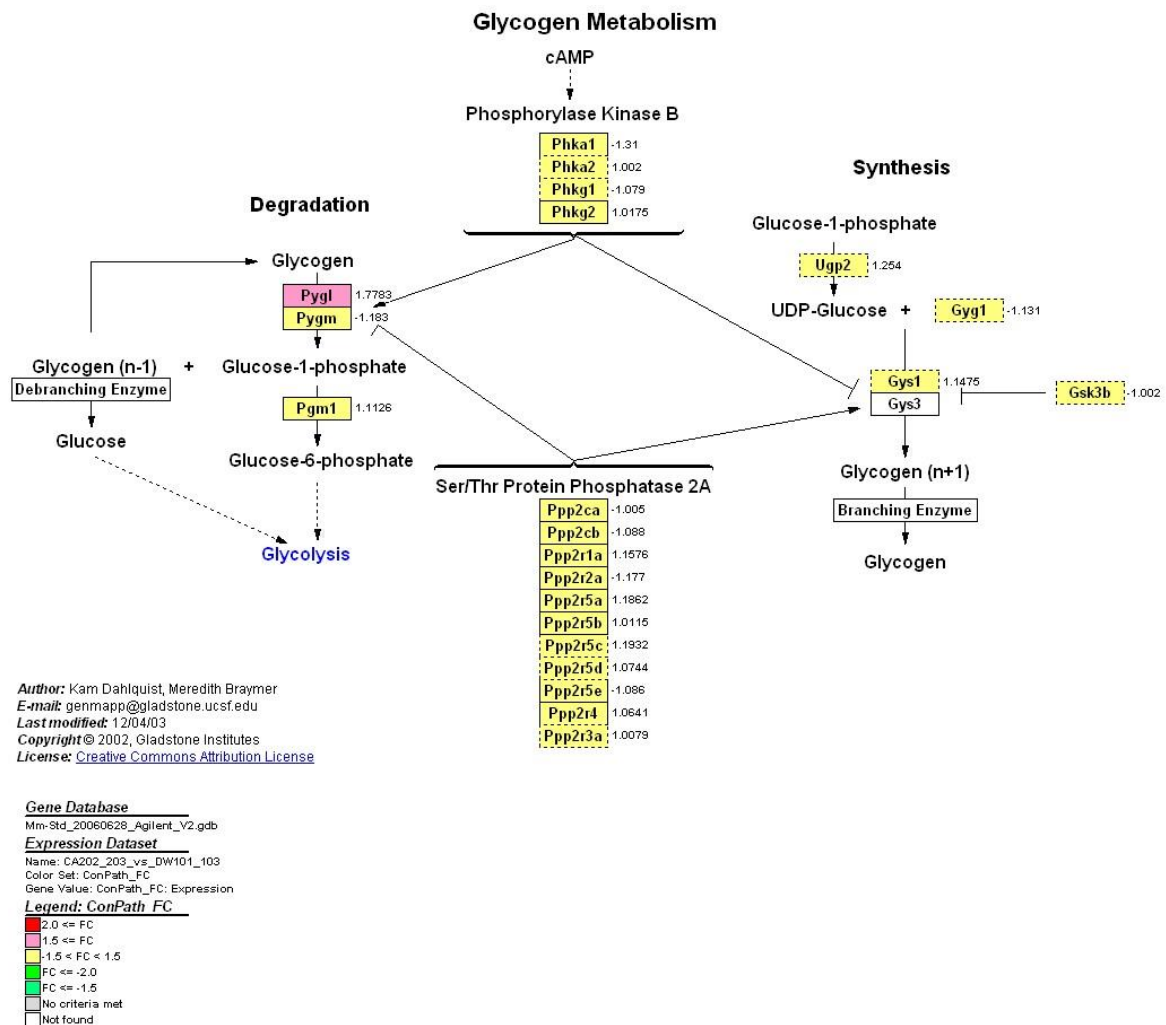 Glycogen Metabolism
cAMP
Phosphorylase Kinase B
Phka1 -1.31
Phka2 1.002
Phkg1 -1.079
Phkg2 1.0175
Degradation
Glycogen
Pygl 1.7783
Pygm -1.183
Glycogen (n-1) + Glucose-1-phosphate
Debranching Enzyme
Pgm1 1.1126
Glucose
Glucose-6-phosphate
Glycolysis
Synthesis
Glucose-1-phosphate
Ugp2 1.254
UDP-Glucose + Gyg1 -1.131
Gys1 1.1475
Gys3
Gsk3b -1.002
Glycogen (n+1)
Branching Enzyme
Glycogen
Ser/Thr Protein Phosphatase 2A
Ppp2ca -1.005
Ppp2cb -1.088
Ppp2r1a 1.1576
Ppp2r2a -1.177
Ppp2r5a 1.1862
Ppp2r5b 1.0115
Ppp2r5c 1.1932
Ppp2r5d 1.0744
Ppp2r5e -1.086
Ppp2r4 1.0641
Ppp2r3a 1.0079
Author: Kam Dahlquist, Meredith Braymer
E-mail: genmapp@gladstone.ucsf.edu
Last modified: 12/04/03
Copyright © 2002, Gladstone Institutes
License: Creative Commons Attribution License
Gene Database
Mm-Std_20060628_Agilent_V2.gdb
Expression Dataset
Name: CA202_203_vs_DW101_103
Color Set: ConPath_FC
Gene Value: ConPath_FC: Expression
Legend: ConPath_FC
2.0 <= FC
1.5 <= FC
-1.5 < FC < 1.5
FC <= -2.0
FC <= -1.5
No criteria met
Not found